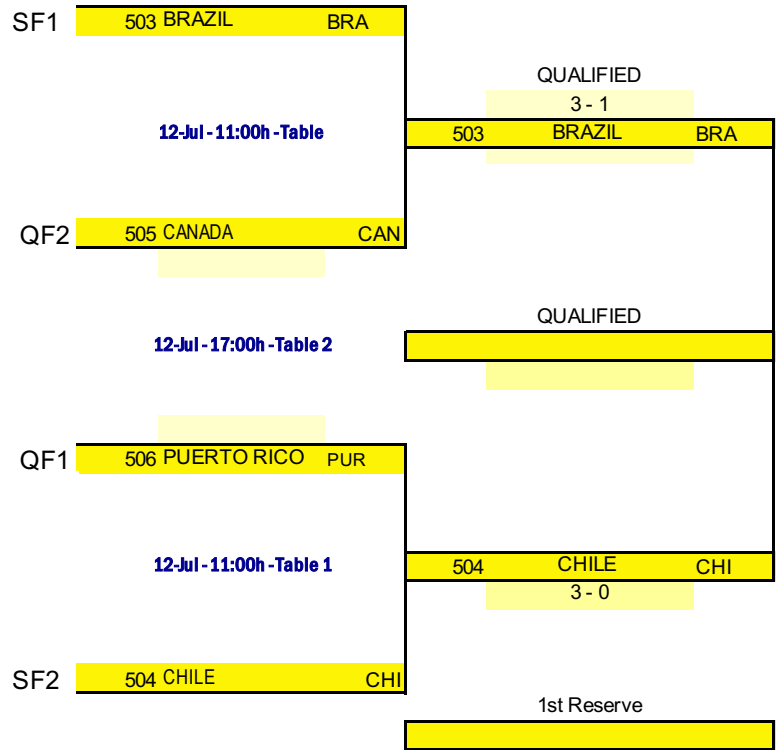 SF1 503 BRAZIL BRA
QUALIFIED
3 - 1
12-Jul - 11:00h - Table
503 BRAZIL BRA
QF2 505 CANADA CAN
QUALIFIED
12-Jul - 17:00h - Table 2
QF1 506 PUERTO RICO PUR
12-Jul - 11:00h - Table 1
504 CHILE CHI
3 - 0
SF2 504 CHILE CHI
1st Reserve